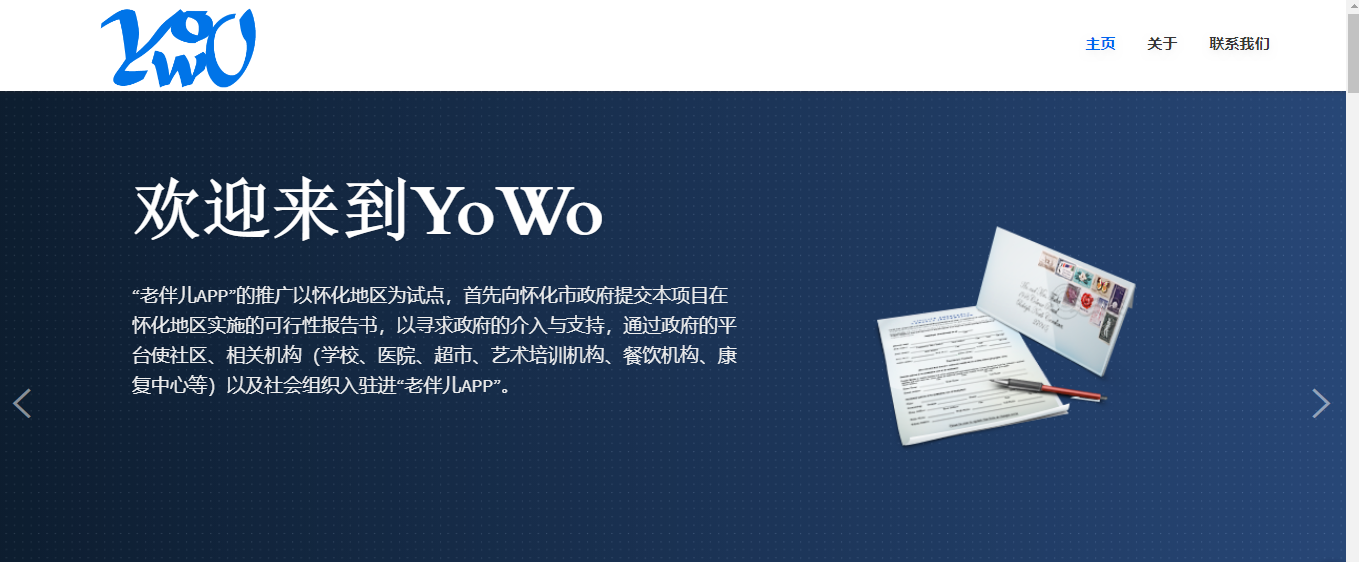 YoWo
主页 关于 联系我们
欢迎来到YoWo
“老伴儿APP”的推广以怀化地区为试点，首先向怀化市政府提交本项目在
怀化地区实施的可行性报告书，以寻求政府的介入与支持，通过政府的平
台使社区、相关机构（学校、医院、超市、艺术培训机构、餐饮机构、康
复中心等）以及社会组织入驻进“老伴儿APP”。